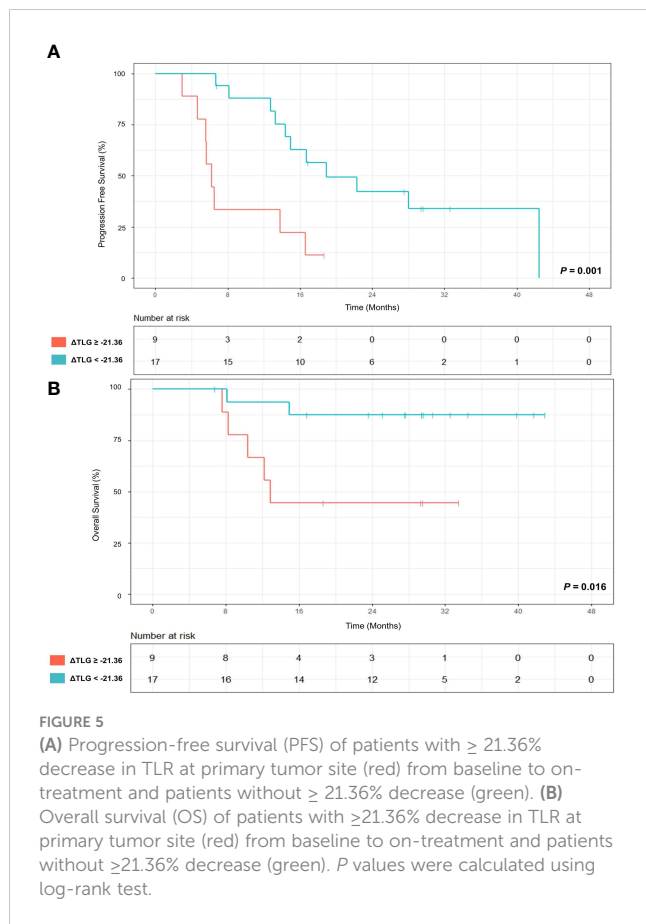 A
100
75
50
25
0
Progression Free Survival (%)
P = 0.001
0 8 16 24 32 40 48
Time (Months)
Number at risk
ΔTLG ≥ -21.36 9 3 2 0 0 0 0
ΔTLG < -21.36 17 15 10 6 2 1 0
B
100
75
50
25
0
Overall Survival (%)
P = 0.016
0 8 16 24 32 40 48
Time (Months)
Number at risk
ΔTLG ≥ -21.36 9 8 4 3 1 0 0
ΔTLG < -21.36 17 16 14 12 5 2 0
FIGURE 5
(A) Progression-free survival (PFS) of patients with ≥ 21.36%
decrease in TLR at primary tumor site (red) from baseline to on-
treatment and patients without ≥ 21.36% decrease (green). (B)
Overall survival (OS) of patients with ≥21.36% decrease in TLR at
primary tumor site (red) from baseline to on-treatment and patients
without ≥21.36% decrease (green). P values were calculated using
log-rank test.